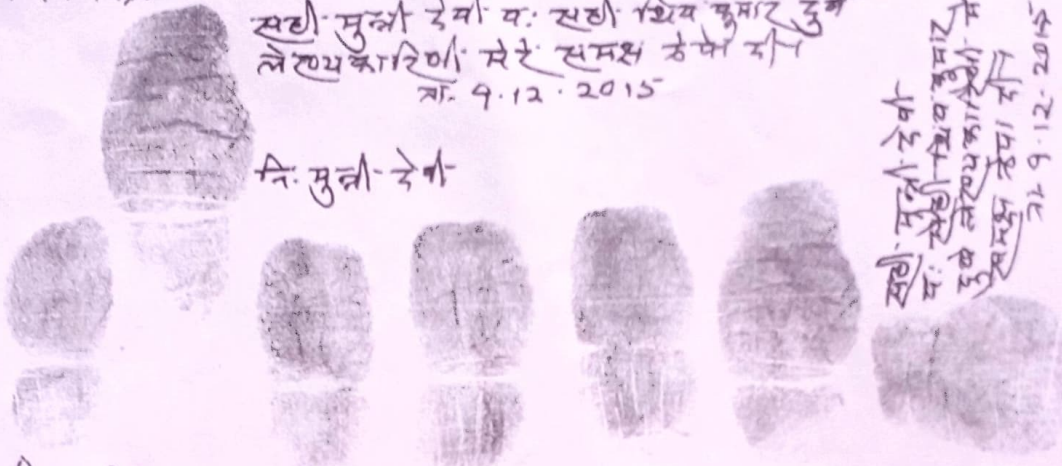 सही मुन्नी देवी ब: सही शिव कुमार दुबे
लेख्यकारिणी मेरे समक्ष ठेपा दी।
ता. 9.12.2015
नि: मुन्नी देवी
सही मुन्नी देवी
ब: सही शिव कुमार
दुबे लेख्यकारिणी मेरे
समक्ष ठेपा दी।
ता 9.12.2015